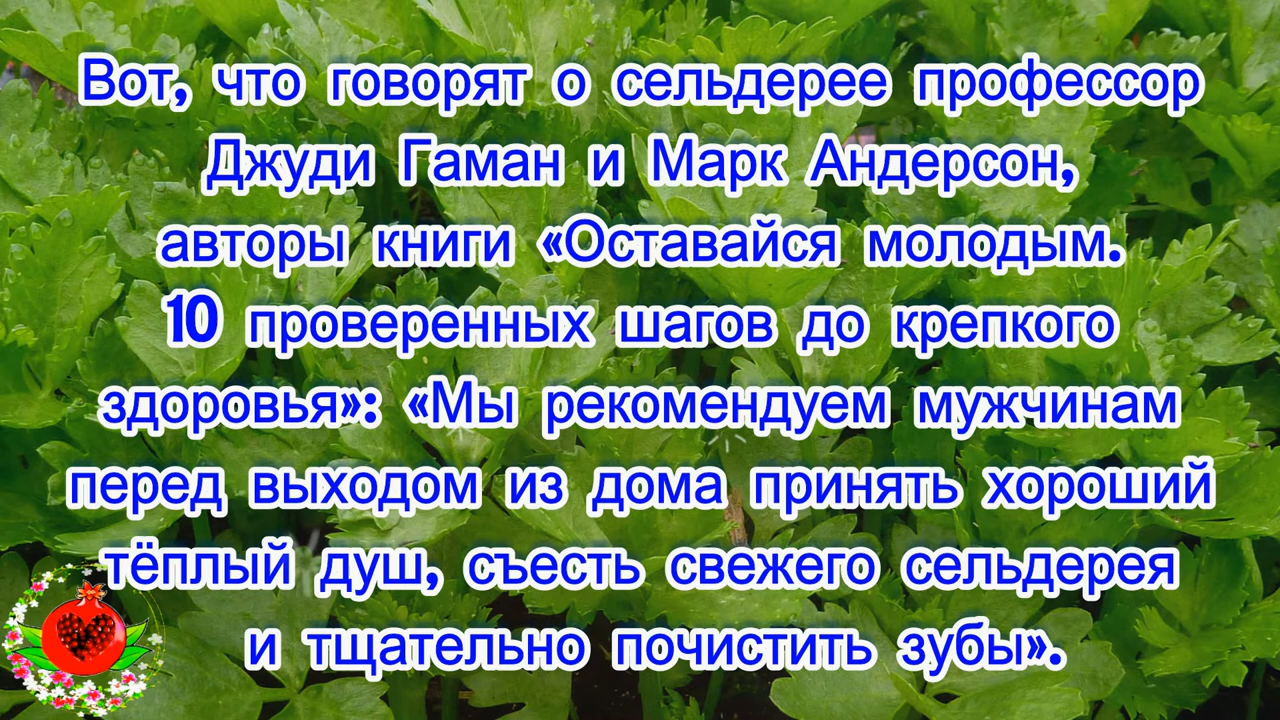 Вот, что говорят о сельдерее профессор
Джуди Гаман и Марк Андерсон,
авторы книги «Оставайся молодым.
10 проверенных шагов до крепкого
здоровья»: «Мы рекомендуем мужчинам
перед выходом из дома принять хороший
тёплый душ, съесть свежего сельдерея
и тщательно почистить зубы».